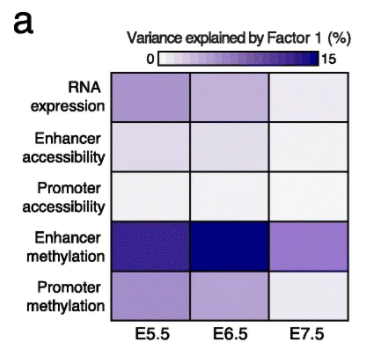 a
Variance explained by Factor 1 (%)
0 15
RNA
expression
Enhancer
accessibility
Promoter
accessibility
Enhancer
methylation
Promoter
methylation
E5.5 E6.5 E7.5